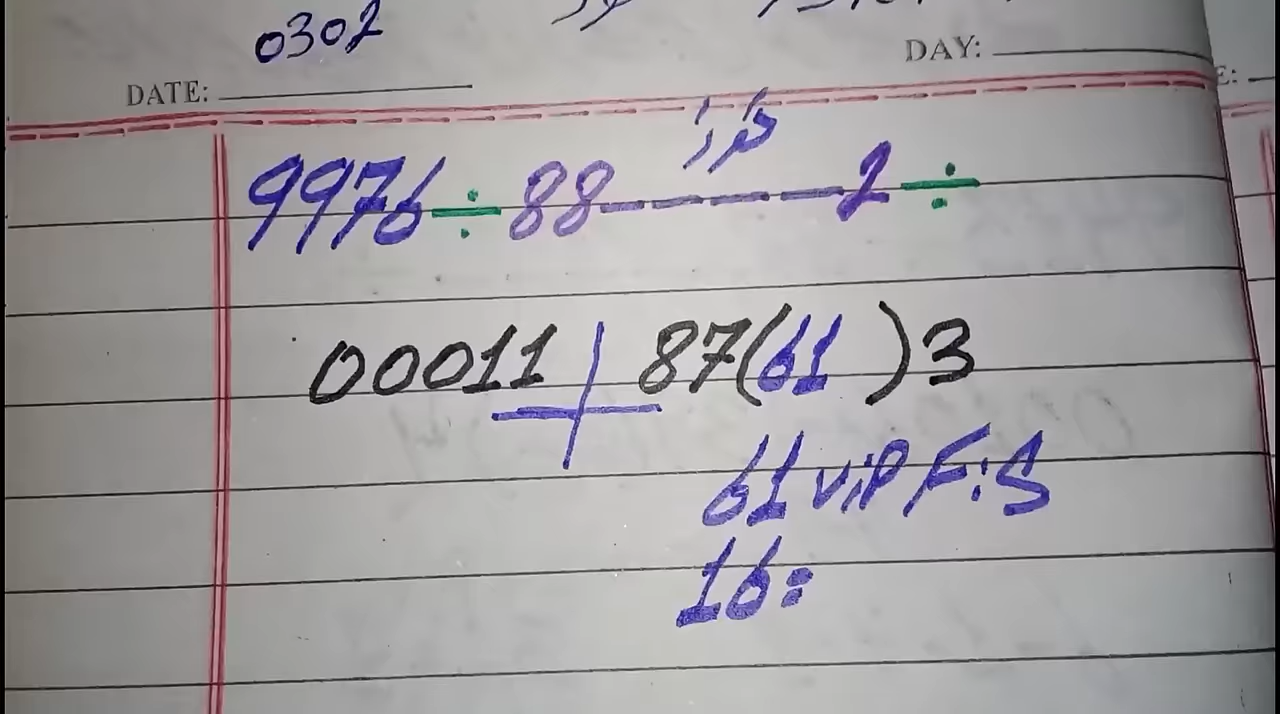 0302
DATE:
DAY:
9976÷88-----2÷
00011 87(61)3
61 ViP F:S
16: